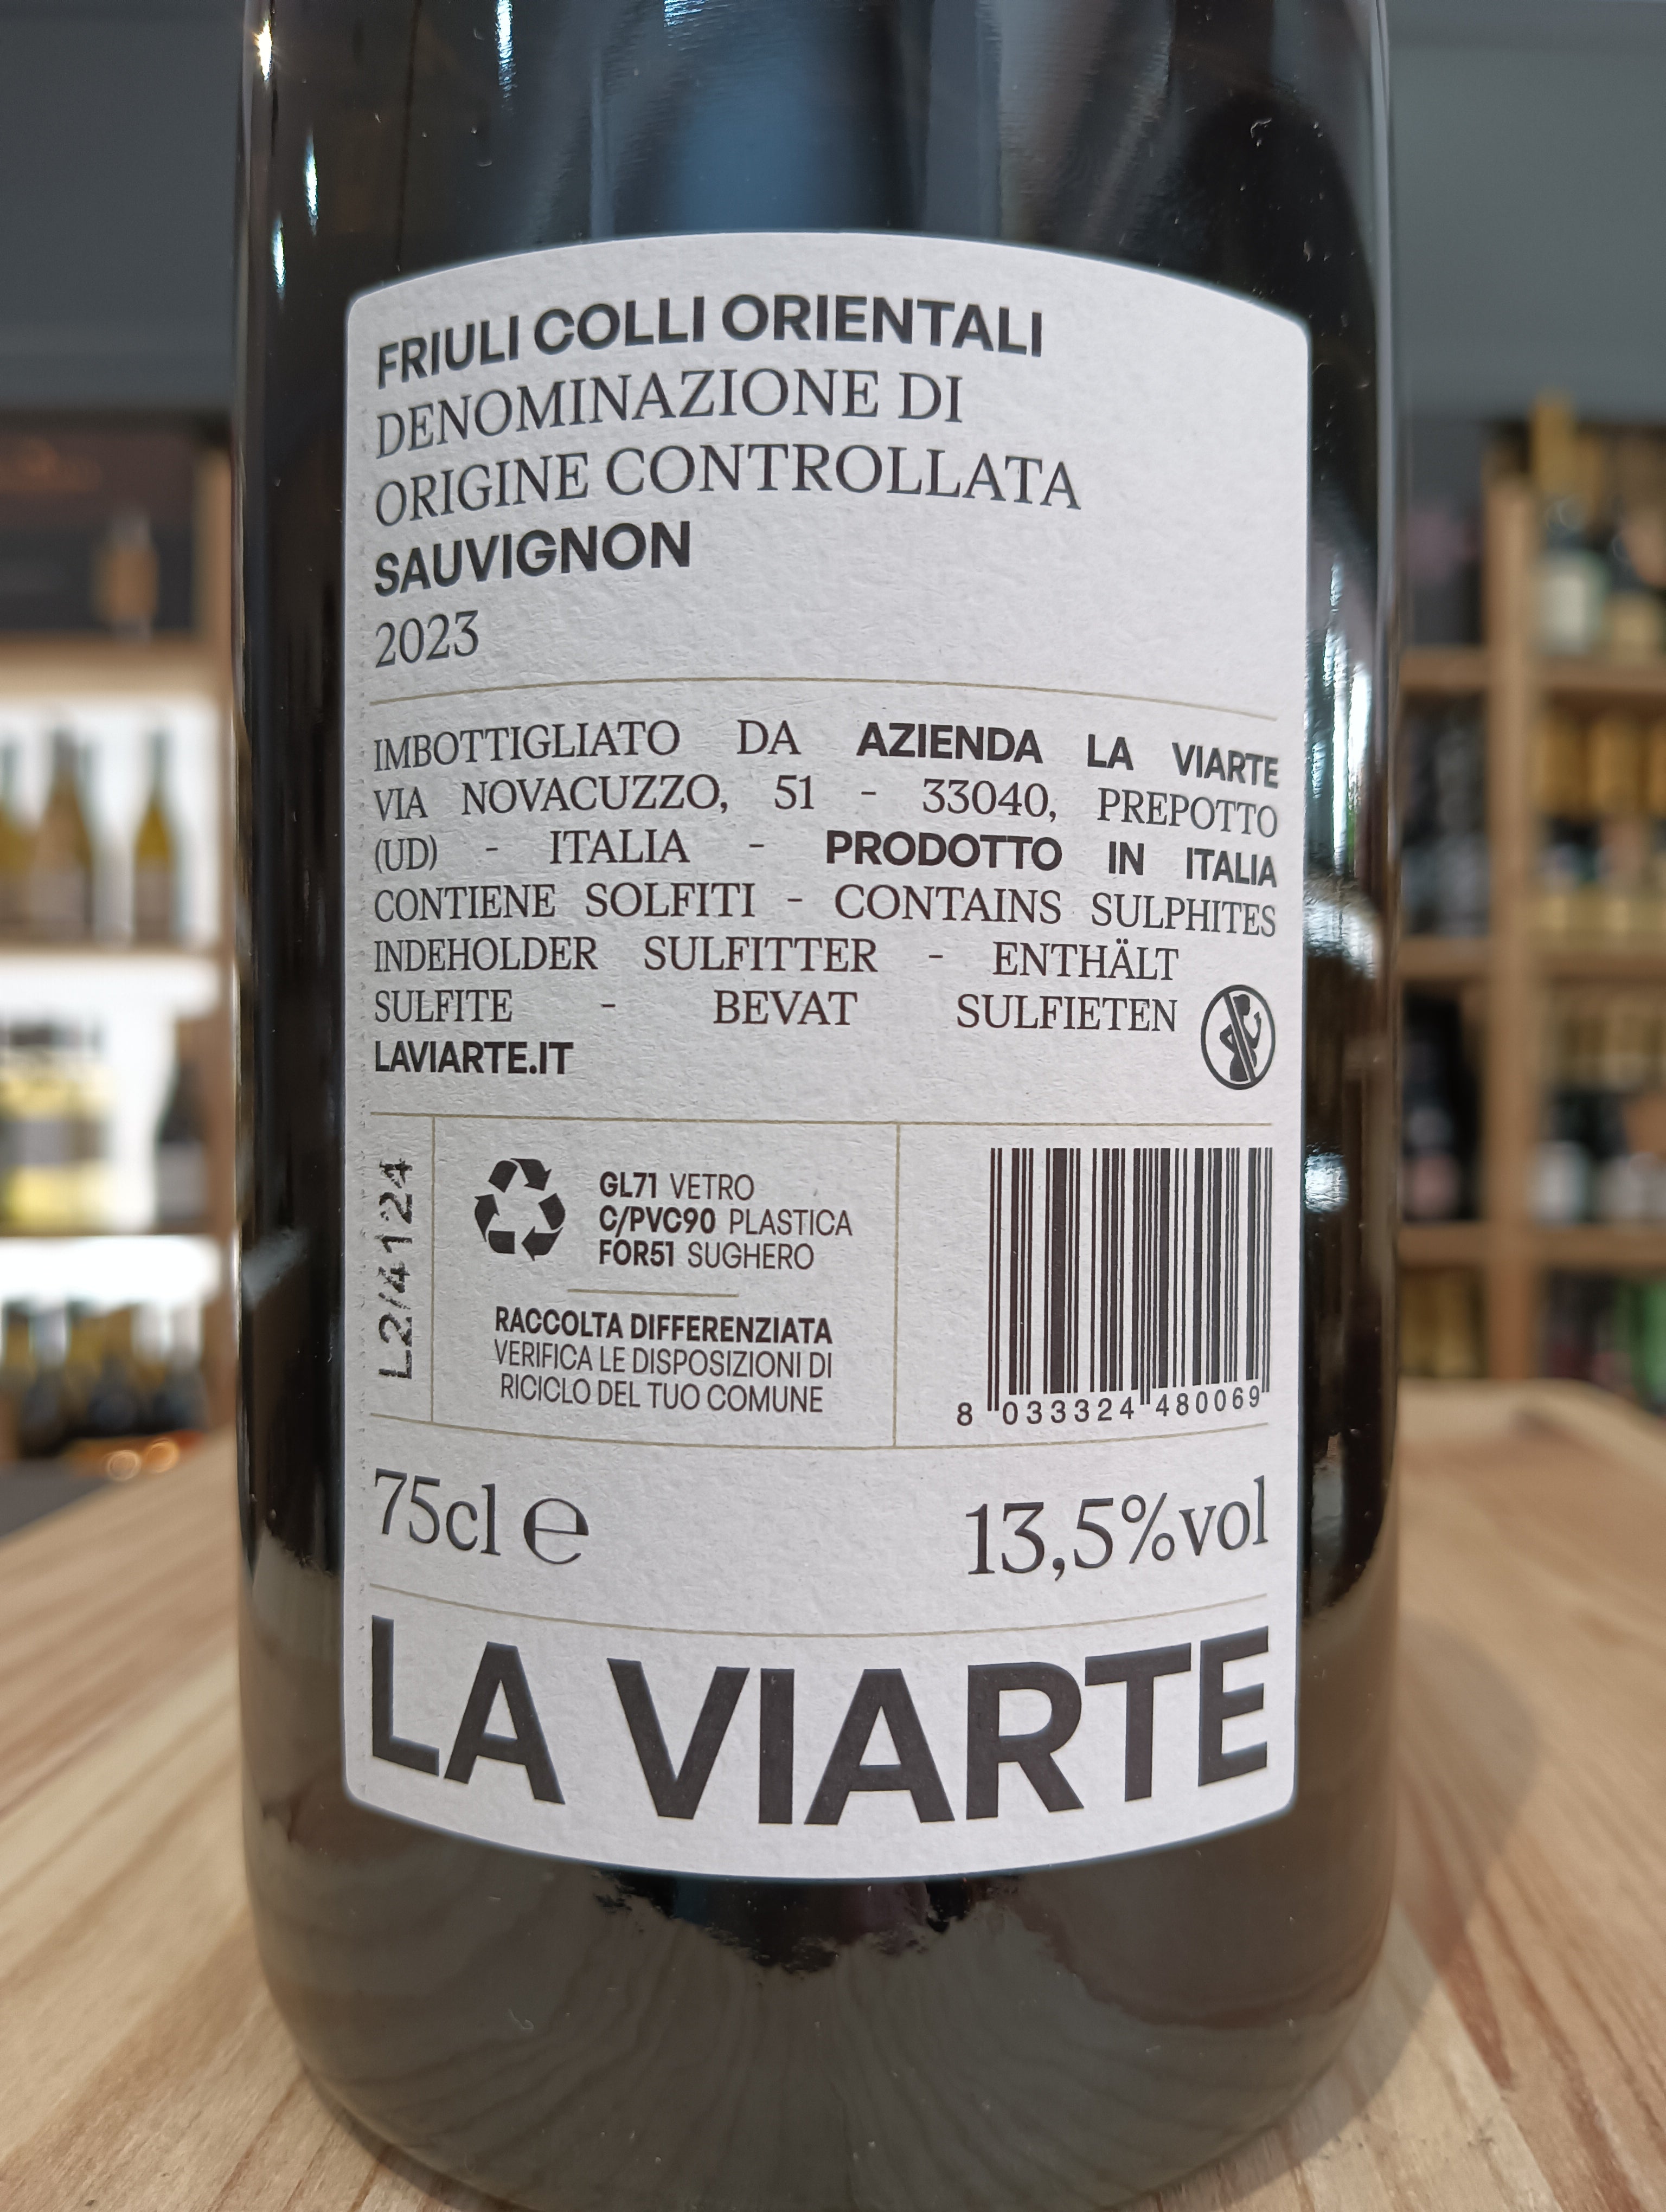 FRIULI COLLI ORIENTALI
DENOMINAZIONE DI
ORIGINE CONTROLLATA
SAUVIGNON
2023
IMBOTTIGLIATO DA AZIENDA LA VIARTE
VIA NOVACUZZO, 51 - 33040, PREPOTTO
(UD) - ITALIA - PRODOTTO IN ITALIA
CONTIENE SOLFITI - CONTAINS SULPHITES
INDEHOLDER SULFITTER - ENTHÄLT
SULFITE - BEVAT SULFIETEN
LAVIARTE.IT
L2/4124
GL71 VETRO
C/PVC90 PLASTICA
FOR51 SUGHERO
RACCOLTA DIFFERENZIATA
VERIFICA LE DISPOSIZIONI DI
RICICLO DEL TUO COMUNE
8 033324 480069
75cl e
13,5%vol
LA VIARTE